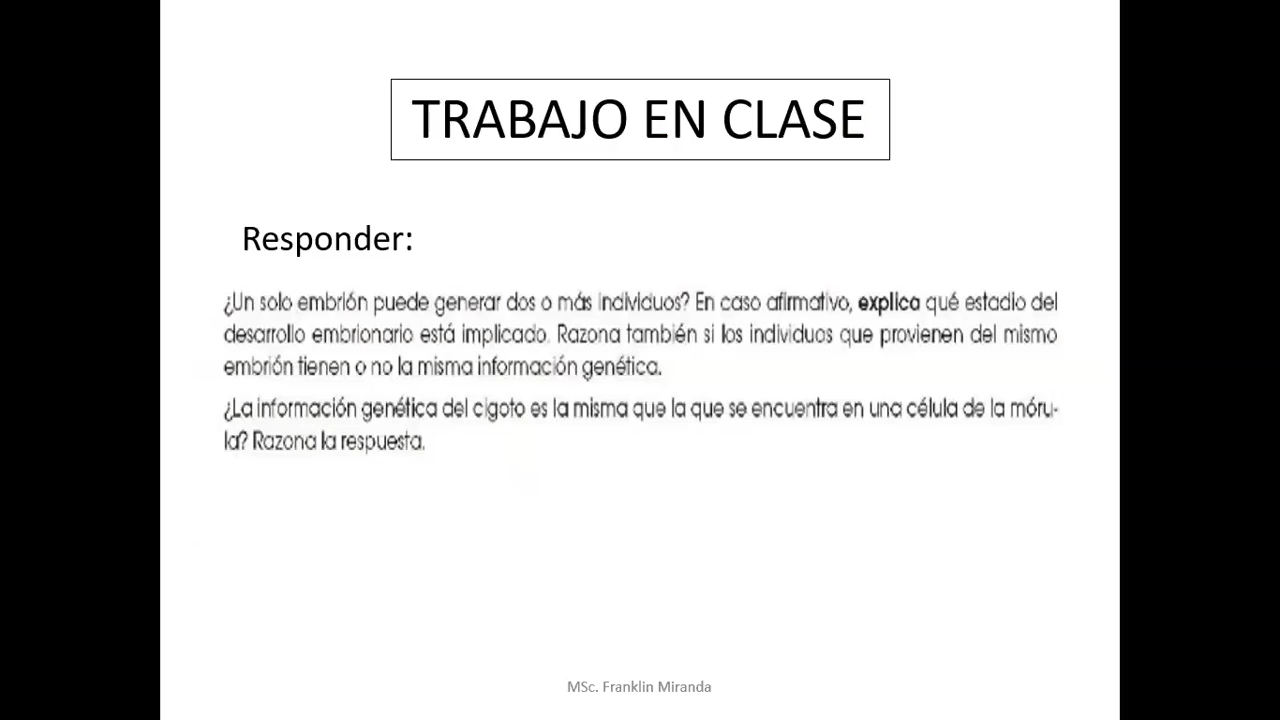 TRABAJO EN CLASE
Responder:
¿Un solo embrión puede generar dos o más individuos? En caso afirmativo, explica qué estadio del
desarrollo embrionario está implicado. Razona también si los individuos que provienen del mismo
embrión tienen o no la misma información genética.
¿La información genética del cigoto es la misma que la que se encuentra en una célula de la móru-
la? Razona la respuesta.
MSc. Franklin Miranda